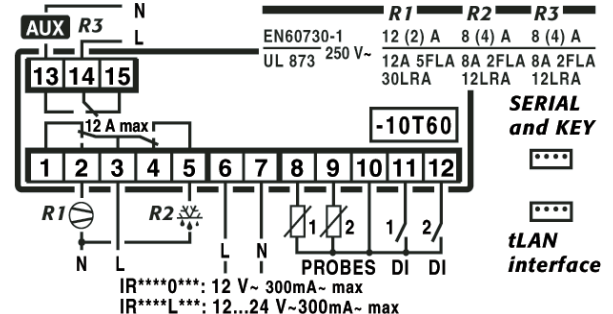 N
AUX R3 L
R1 R2 R3
EN60730-1 250 V~ 12 (2) A 8 (4) A 8 (4) A
UL 873 12A 5FLA 8A 2FLA 8A 2FLA
30LRA 12LRA 12LRA
13 14 15
SERIAL
and KEY
12 A max
-10T60
1 2 3 4 5 6 7 8 9 10 11 12
R1 R2 1 2 1 2
N L L N PROBES DI DI
tLAN
interface
IR****0***: 12 V~ 300mA~ max
IR****L***: 12...24 V~300mA~ max